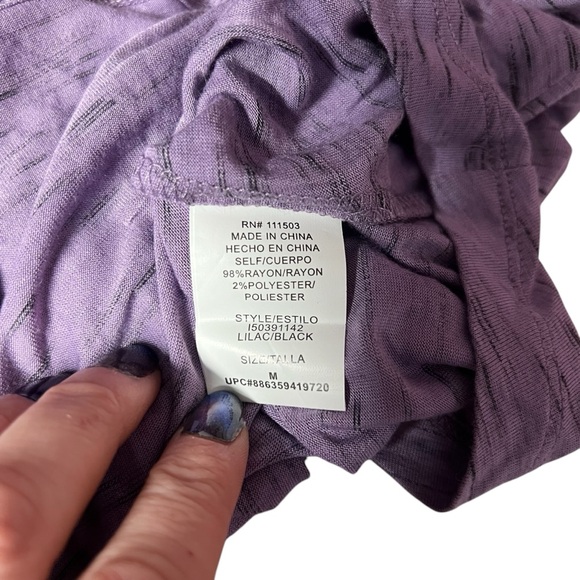 RN# 111503
MADE IN CHINA
HECHO EN CHINA
SELF/CUERPO
98%RAYON/RAYON
2%POLYESTER/
POLIESTER
STYLE/ESTILO
I50391142
LILAC/BLACK
SIZE/TALLA
M
UPC#886359419720